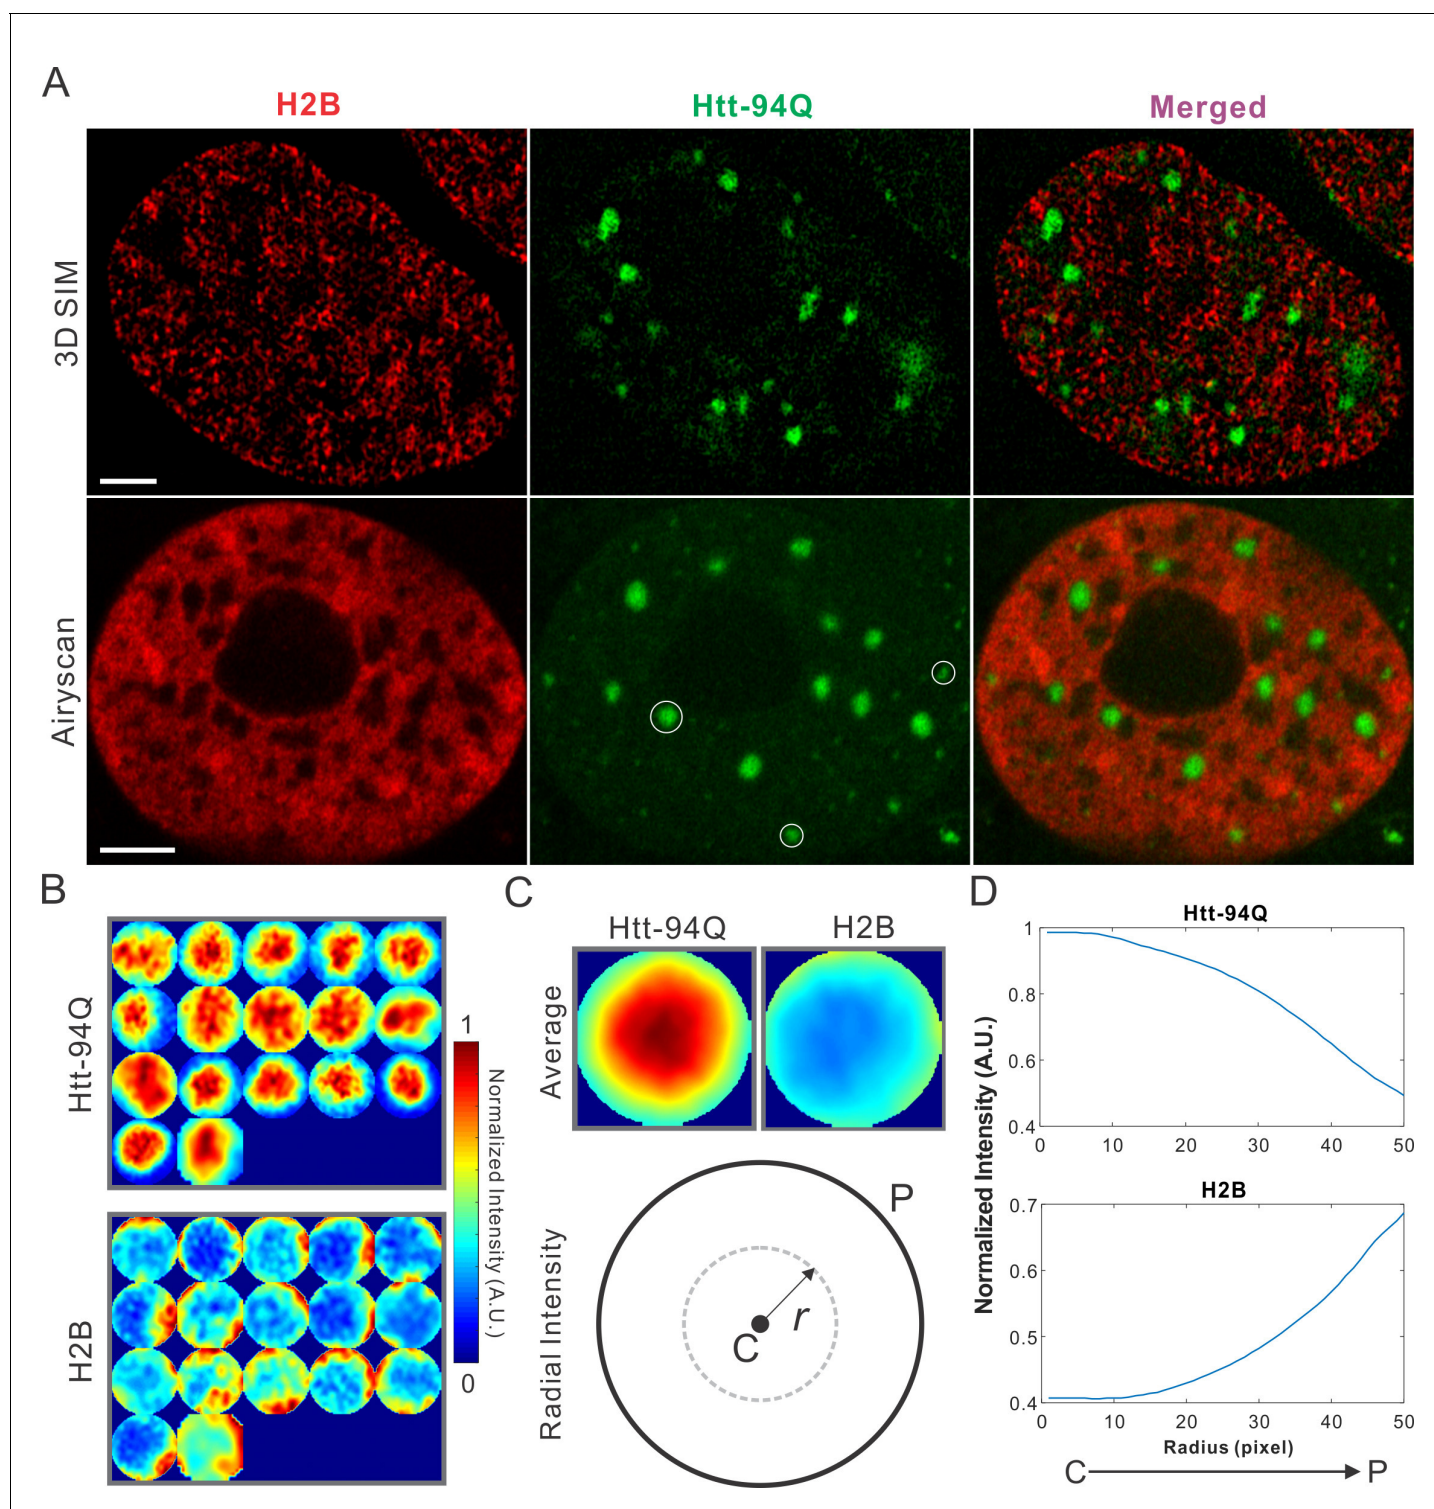 A
H2B
Htt-94Q
Merged
3D SIM
Airyscan
B
Htt-94Q
H2B
1
Normalized Intensity (A.U.)
0
C
Htt-94Q
H2B
Average
Radial Intensity
P
r
C
D
Htt-94Q
Normalized Intensity (A.U.)
1
0.8
0.6
0.4
0 10 20 30 40 50
H2B
0.7
0.6
0.5
0.4
0 10 20 30 40 50
Radius (pixel)
C P